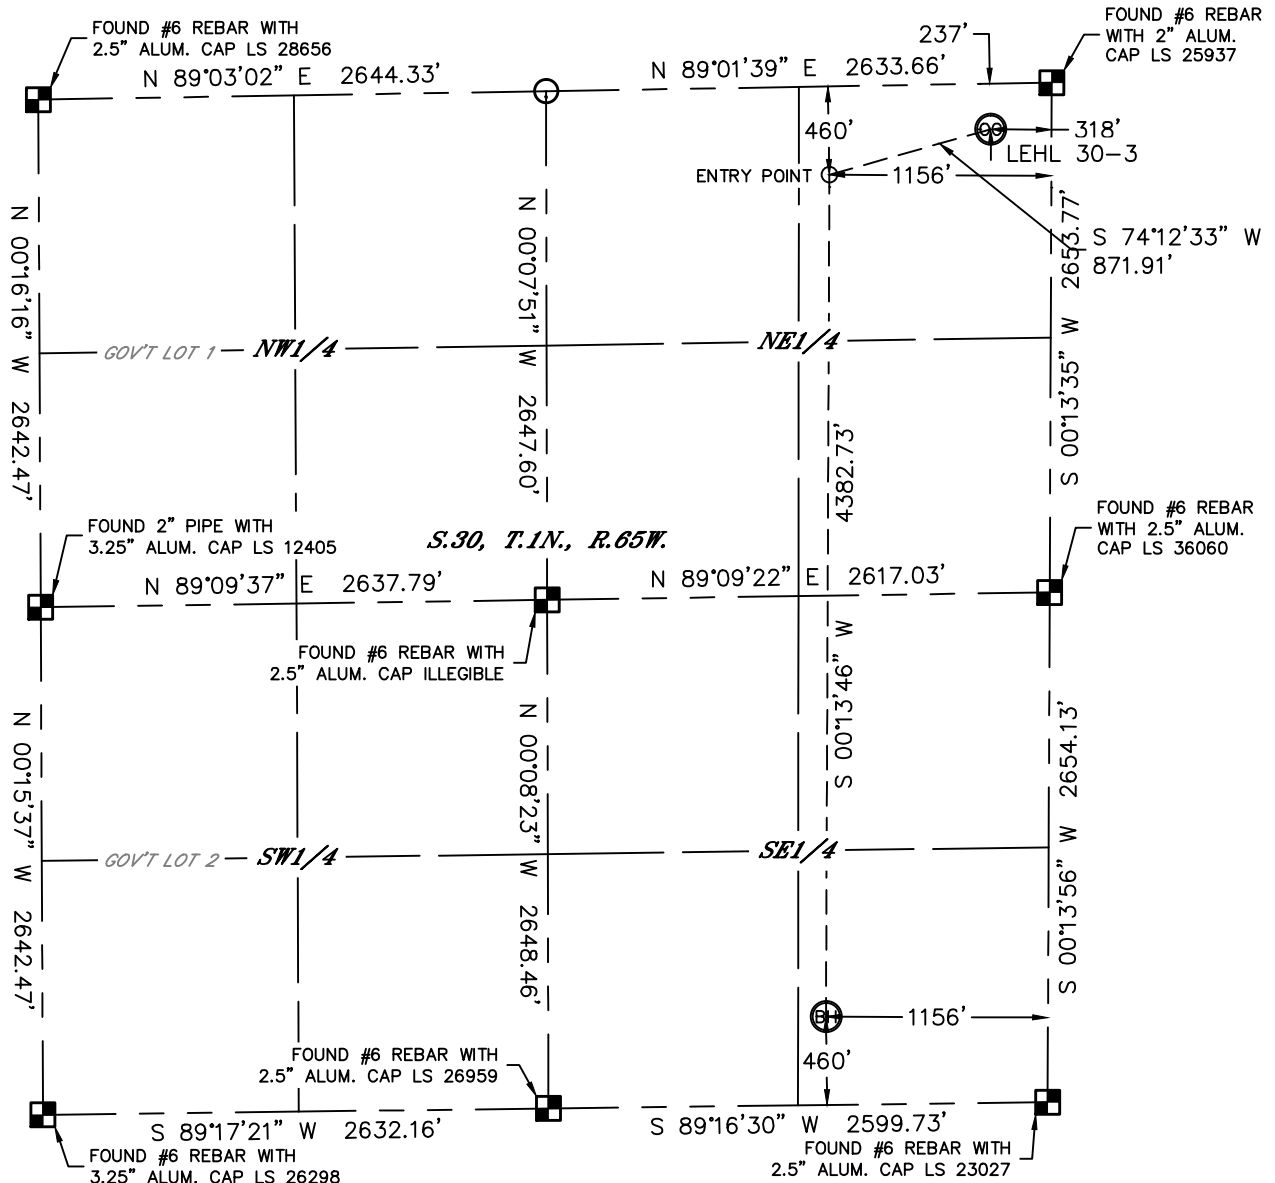 FOUND #6 REBAR WITH
2.5" ALUM. CAP LS 28656
N 89°03'02" E 2644.33'
N 89°01'39" E 2633.66'
237'
FOUND #6 REBAR
WITH 2" ALUM.
CAP LS 25937
460'
318'
LEHL 30-3
ENTRY POINT
1156'
S 74°12'33" W
871.91'
N 00°16'16" W 2642.47'
N 00°07'51" W 2647.60'
S 00°13'35" W 2653.77'
GOV'T LOT 1
NW1/4
NE1/4
4382.73'
S 00°13'46" W
FOUND 2" PIPE WITH
3.25" ALUM. CAP LS 12405
S.30, T.1N., R.65W.
FOUND #6 REBAR
WITH 2.5" ALUM.
CAP LS 36060
N 89°09'37" E 2637.79'
N 89°09'22" E 2617.03'
FOUND #6 REBAR WITH
2.5" ALUM. CAP ILLEGIBLE
N 00°15'37" W 2642.47'
N 00°08'23" W 2648.46'
S 00°13'56" W 2654.13'
GOV'T LOT 2
SW1/4
SE1/4
BH
1156'
460'
FOUND #6 REBAR WITH
2.5" ALUM. CAP LS 26959
S 89°17'21" W 2632.16'
S 89°16'30" W 2599.73'
FOUND #6 REBAR WITH
3.25" ALUM. CAP LS 26298
FOUND #6 REBAR WITH
2.5" ALUM. CAP LS 23027